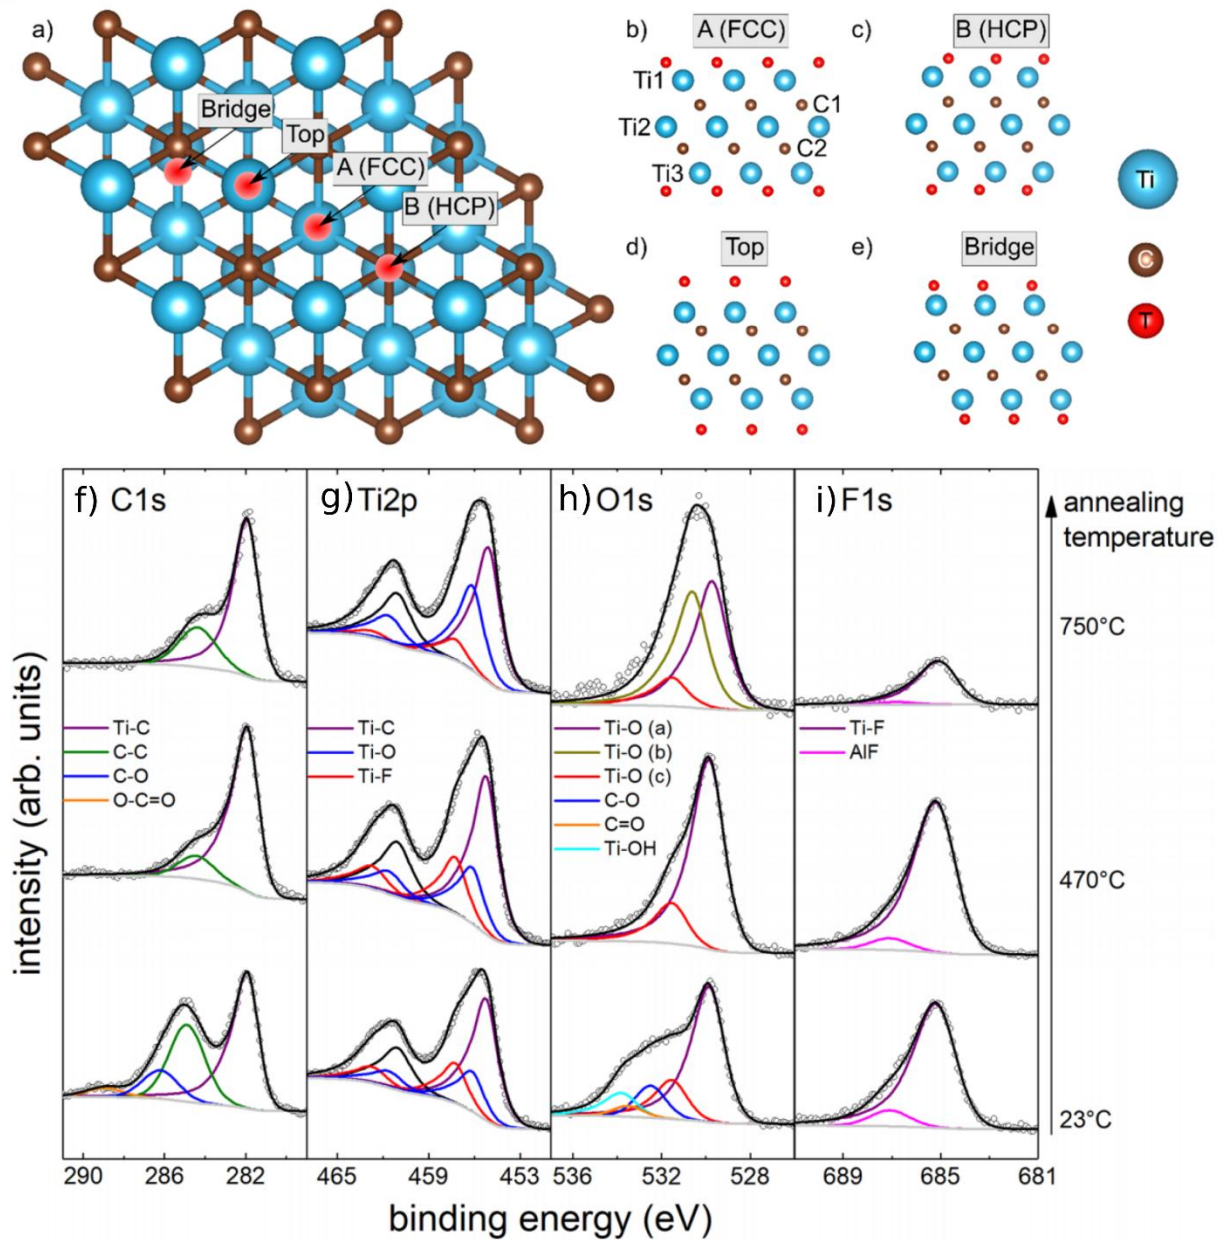 a)
Bridge
Top
A (FCC)
B (HCP)
b)
A (FCC)
Ti1
C1
Ti2
C2
Ti3
c)
B (HCP)
d)
Top
e)
Bridge
Ti
C
T
f) C1s
g) Ti2p
h) O1s
i) F1s
annealing
temperature
750°C
Ti-C
C-C
C-O
O-C=O
Ti-C
Ti-O
Ti-F
Ti-O (a)
Ti-O (b)
Ti-O (c)
C-O
C=O
Ti-OH
Ti-F
AlF
470°C
23°C
intensity (arb. units)
290 286 282 465 459 453 536 532 528 689 685 681
binding energy (eV)